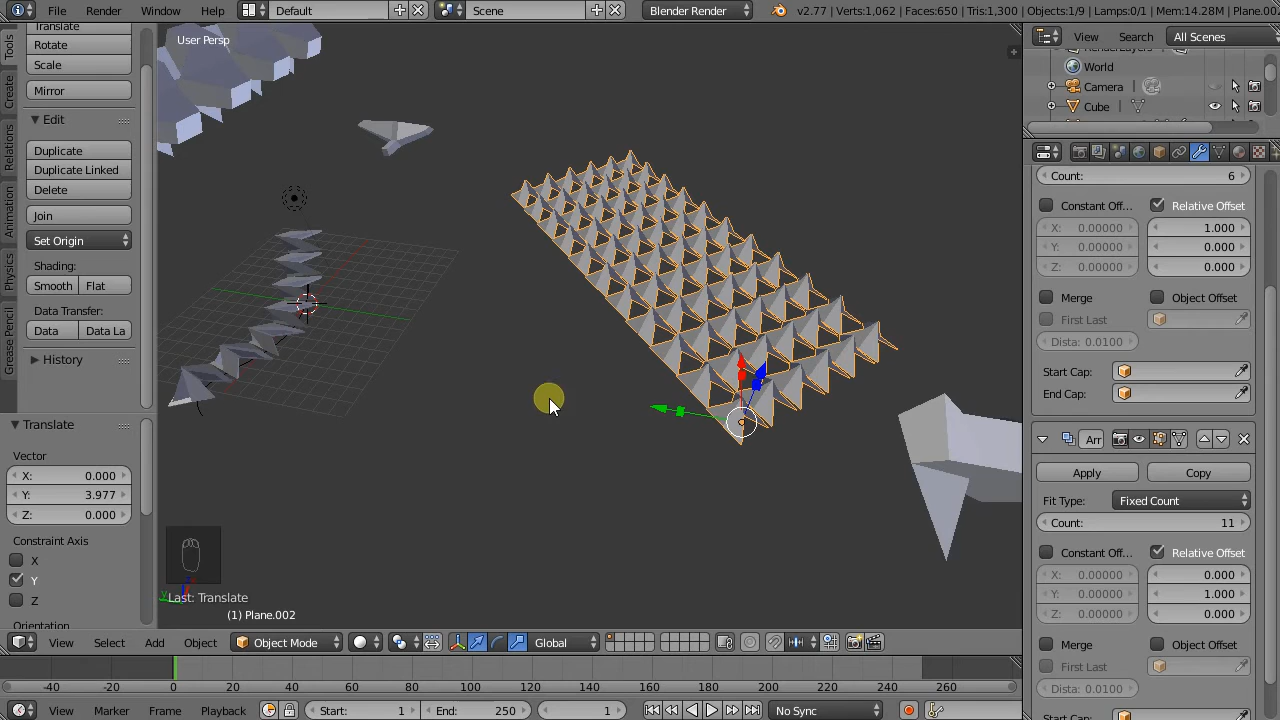 File Render Window Help Default Scene Blender Render v2.77 | Verts:1,062 | Faces:650 | Tris:1,300 | Objects:1/9 | Lamps:0/1 | Mem:14.28M | Plane.00
User Persp
View Search All Scenes
World
Camera
Cube
Tools
Create
Relations
Animation
Physics
Grease Pencil
Translate
Rotate
Scale
Mirror
Edit
Duplicate
Duplicate Linked
Delete
Join
Set Origin
Shading:
Smooth Flat
Data Transfer:
Data Data La
History
Translate
Vector
X: 0.000
Y: 3.977
Z: 0.000
Constraint Axis
X
Y
Z
Orientation
Last: Translate
(1) Plane.002
Count: 6
Constant Off... Relative Offset
X: 0.00000 1.000
Y: 0.00000 0.000
Z: 0.00000 0.000
Merge Object Offset
First Last
Dista: 0.0100
Start Cap:
End Cap:
Arr
Apply Copy
Fit Type: Fixed Count
Count: 11
Constant Off... Relative Offset
X: 0.00000 0.000
Y: 0.00000 1.000
Z: 0.00000 0.000
Merge Object Offset
First Last
Dista: 0.0100
Start Cap:
View Select Add Object Object Mode Global
-40 -20 0 20 40 60 80 100 120 140 160 180 200 220 240 260
View Marker Frame Playback Start: 1 End: 250 1 No Sync